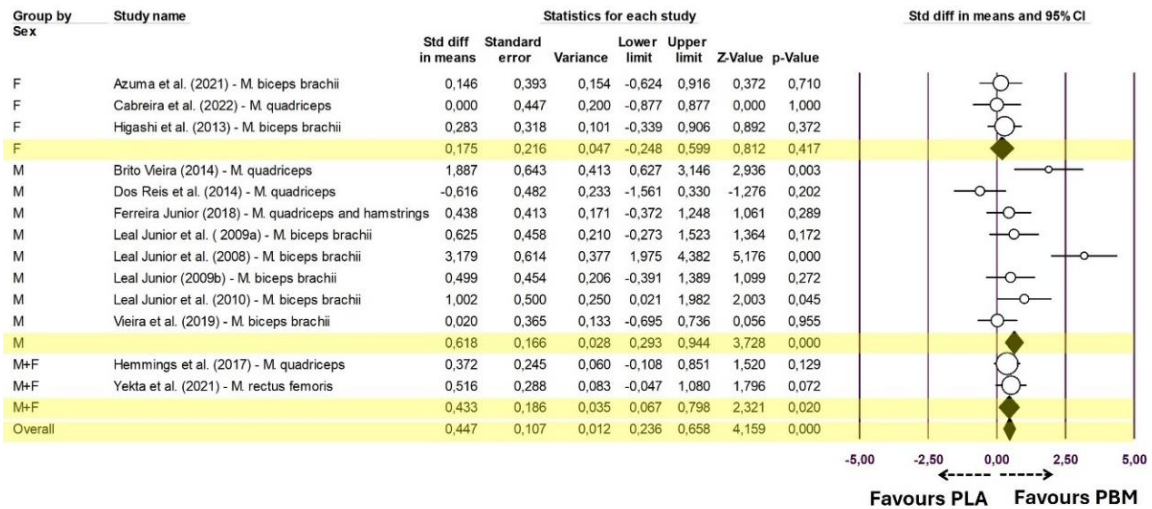 Group by Sex Study name Statistics for each study Std diff in means and 95% CI
Std diff in means Standard error Variance Lower limit Upper limit Z-Value p-Value
F Azuma et al. (2021) - M. biceps brachii 0,146 0,393 0,154 -0,624 0,916 0,372 0,710
F Cabreira et al. (2022) - M. quadriceps 0,000 0,447 0,200 -0,877 0,877 0,000 1,000
F Higashi et al. (2013) - M. biceps brachii 0,283 0,318 0,101 -0,339 0,906 0,892 0,372
F 0,175 0,216 0,047 -0,248 0,599 0,812 0,417
M Brito Vieira (2014) - M. quadriceps 1,887 0,643 0,413 0,627 3,146 2,936 0,003
M Dos Reis et al. (2014) - M. quadriceps -0,616 0,482 0,233 -1,561 0,330 -1,276 0,202
M Ferreira Junior (2018) - M. quadriceps and hamstrings 0,438 0,413 0,171 -0,372 1,248 1,061 0,289
M Leal Junior et al. ( 2009a) - M. biceps brachii 0,625 0,458 0,210 -0,273 1,523 1,364 0,172
M Leal Junior et al. (2008) - M. biceps brachii 3,179 0,614 0,377 1,975 4,382 5,176 0,000
M Leal Junior (2009b) - M. biceps brachii 0,499 0,454 0,206 -0,391 1,389 1,099 0,272
M Leal Junior et al. (2010) - M. biceps brachii 1,002 0,500 0,250 0,021 1,982 2,003 0,045
M Vieira et al. (2019) - M. biceps brachii 0,020 0,365 0,133 -0,695 0,736 0,056 0,955
M 0,618 0,166 0,028 0,293 0,944 3,728 0,000
M+F Hemmings et al. (2017) - M. quadriceps 0,372 0,245 0,060 -0,108 0,851 1,520 0,129
M+F Yekta et al. (2021) - M. rectus femoris 0,516 0,288 0,083 -0,047 1,080 1,796 0,072
M+F 0,433 0,186 0,035 0,067 0,798 2,321 0,020
Overall 0,447 0,107 0,012 0,236 0,658 4,159 0,000
-5,00 -2,50 0,00 2,50 5,00
Favours PLA Favours PBM